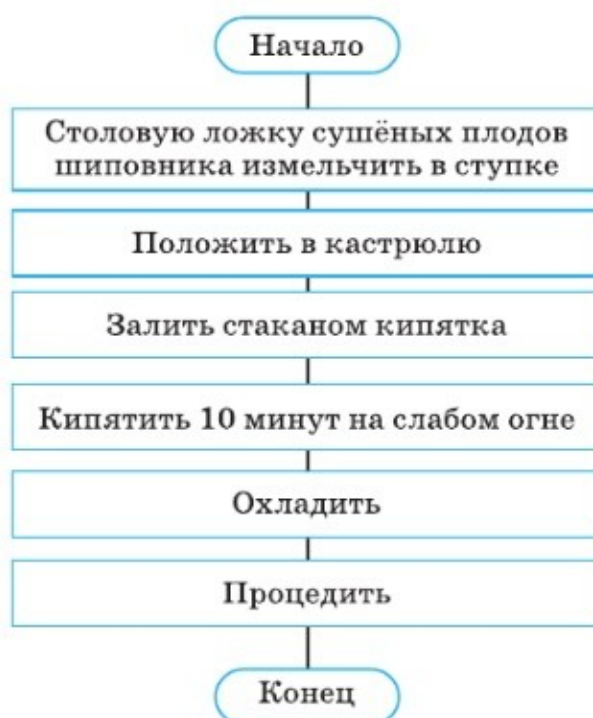 Начало
Столовую ложку сушёных плодов
шиповника измельчить в ступке
Положить в кастрюлю
Залить стаканом кипятка
Кипятить 10 минут на слабом огне
Охладить
Процедить
Конец